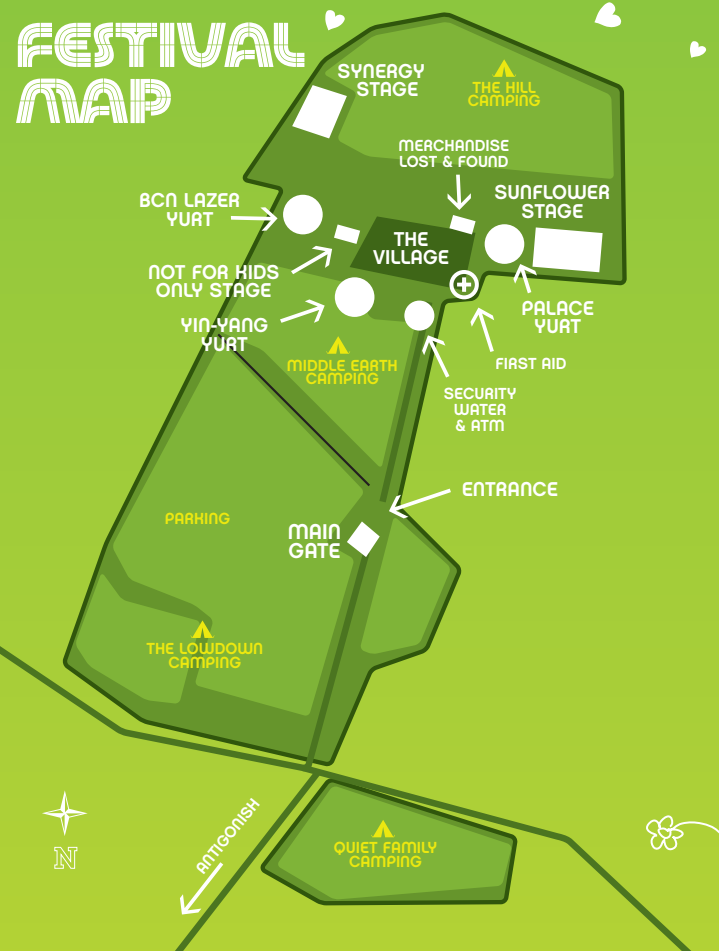 FESTIVAL
MAP
SYNERGY
STAGE
THE HILL
CAMPING
MERCHANDISE
LOST & FOUND
SUNFLOWER
STAGE
BCN LAZER
YURT
THE
VILLAGE
NOT FOR KIDS
ONLY STAGE
PALACE
YURT
YIN-YANG
YURT
FIRST AID
MIDDLE EARTH
CAMPING
SECURITY
WATER
& ATM
ENTRANCE
PARKING
MAIN
GATE
THE LOWDOWN
CAMPING
ANTIGONISH
N
QUIET FAMILY
CAMPING